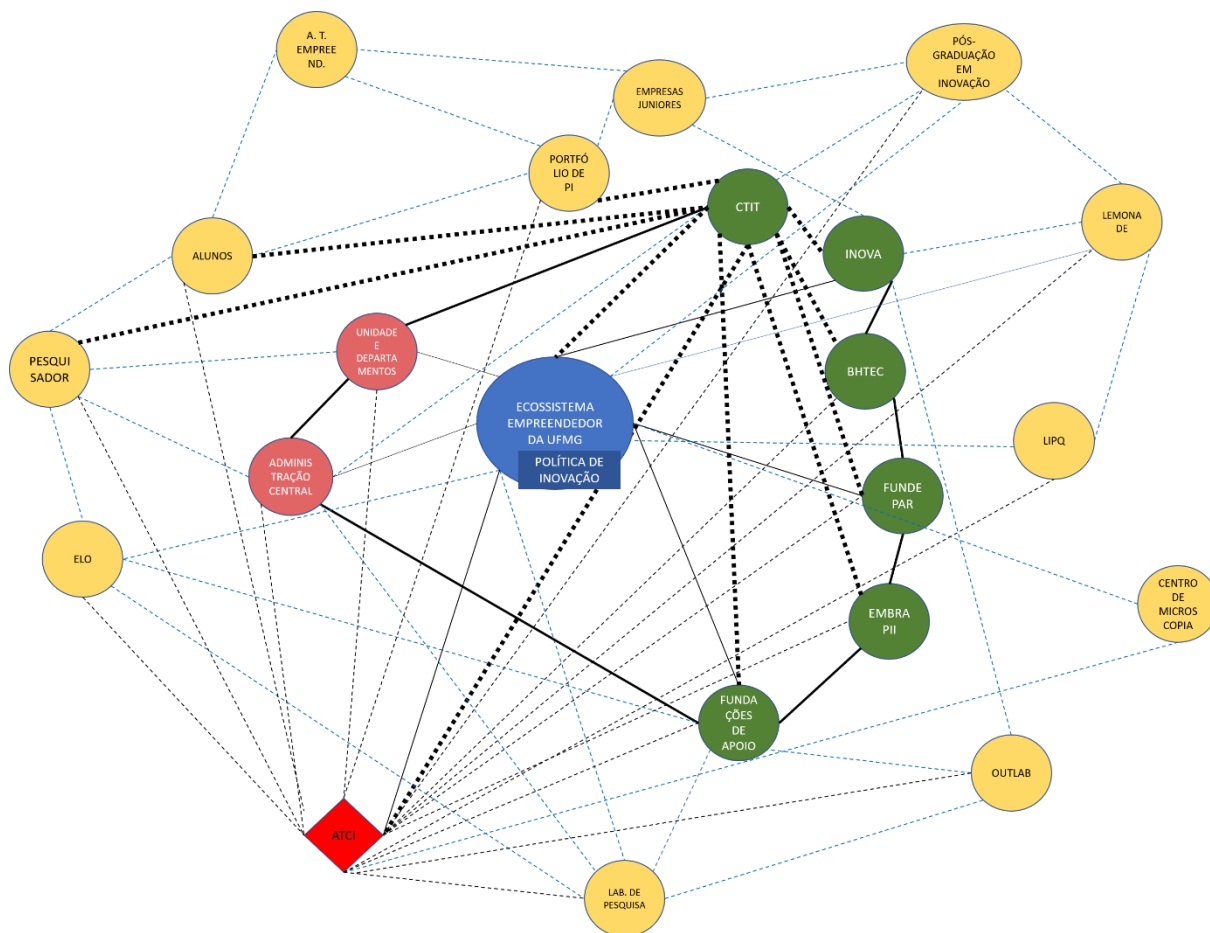 A. T.
EMPREE
ND.
PÓS-
GRADUAÇÃO
EM
INOVAÇÃO
EMPRESAS
JUNIORES
PORTFÓ
LIO DE
PI
CTIT
LEMONA
DE
ALUNOS
INOVA
UNIDADE
E
DEPARTA
MENTOS
PESQUI
SADOR
BHTEC
ECOSSISTEMA
EMPREENDEDOR
DA UFMG
POLÍTICA DE
INOVAÇÃO
LIPQ
ADMINIS
TRAÇÃO
CENTRAL
FUNDE
PAR
ELO
CENTRO
DE
MICROS
COPIA
EMBRA
PII
FUNDA
ÇÕES
DE
APOIO
OUTLAB
ATCI
LAB. DE
PESQUISA